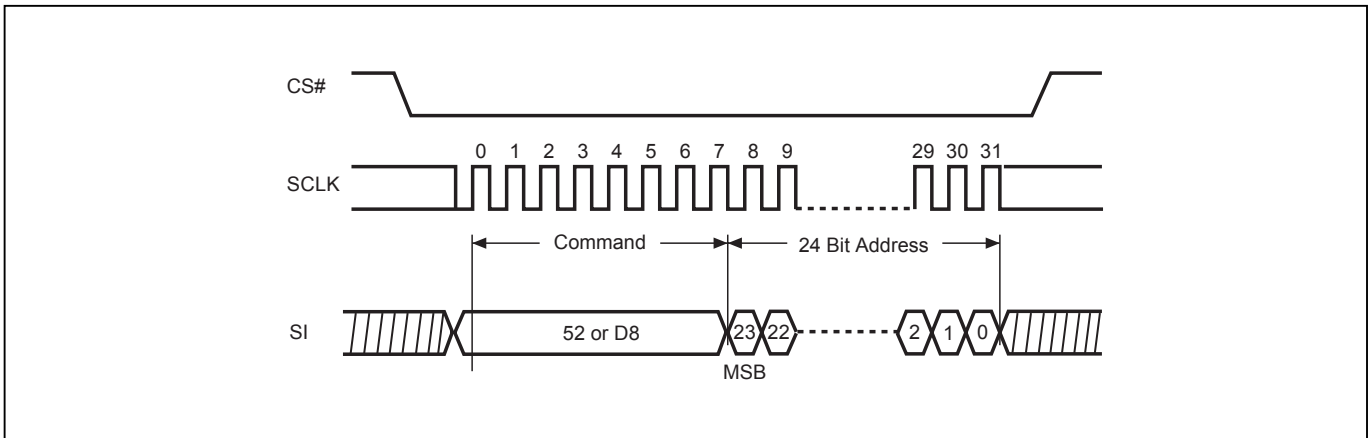 CS#
0 1 2 3 4 5 6 7 8 9 29 30 31
SCLK
Command 24 Bit Address
SI 52 or D8 23 22 2 1 0
MSB